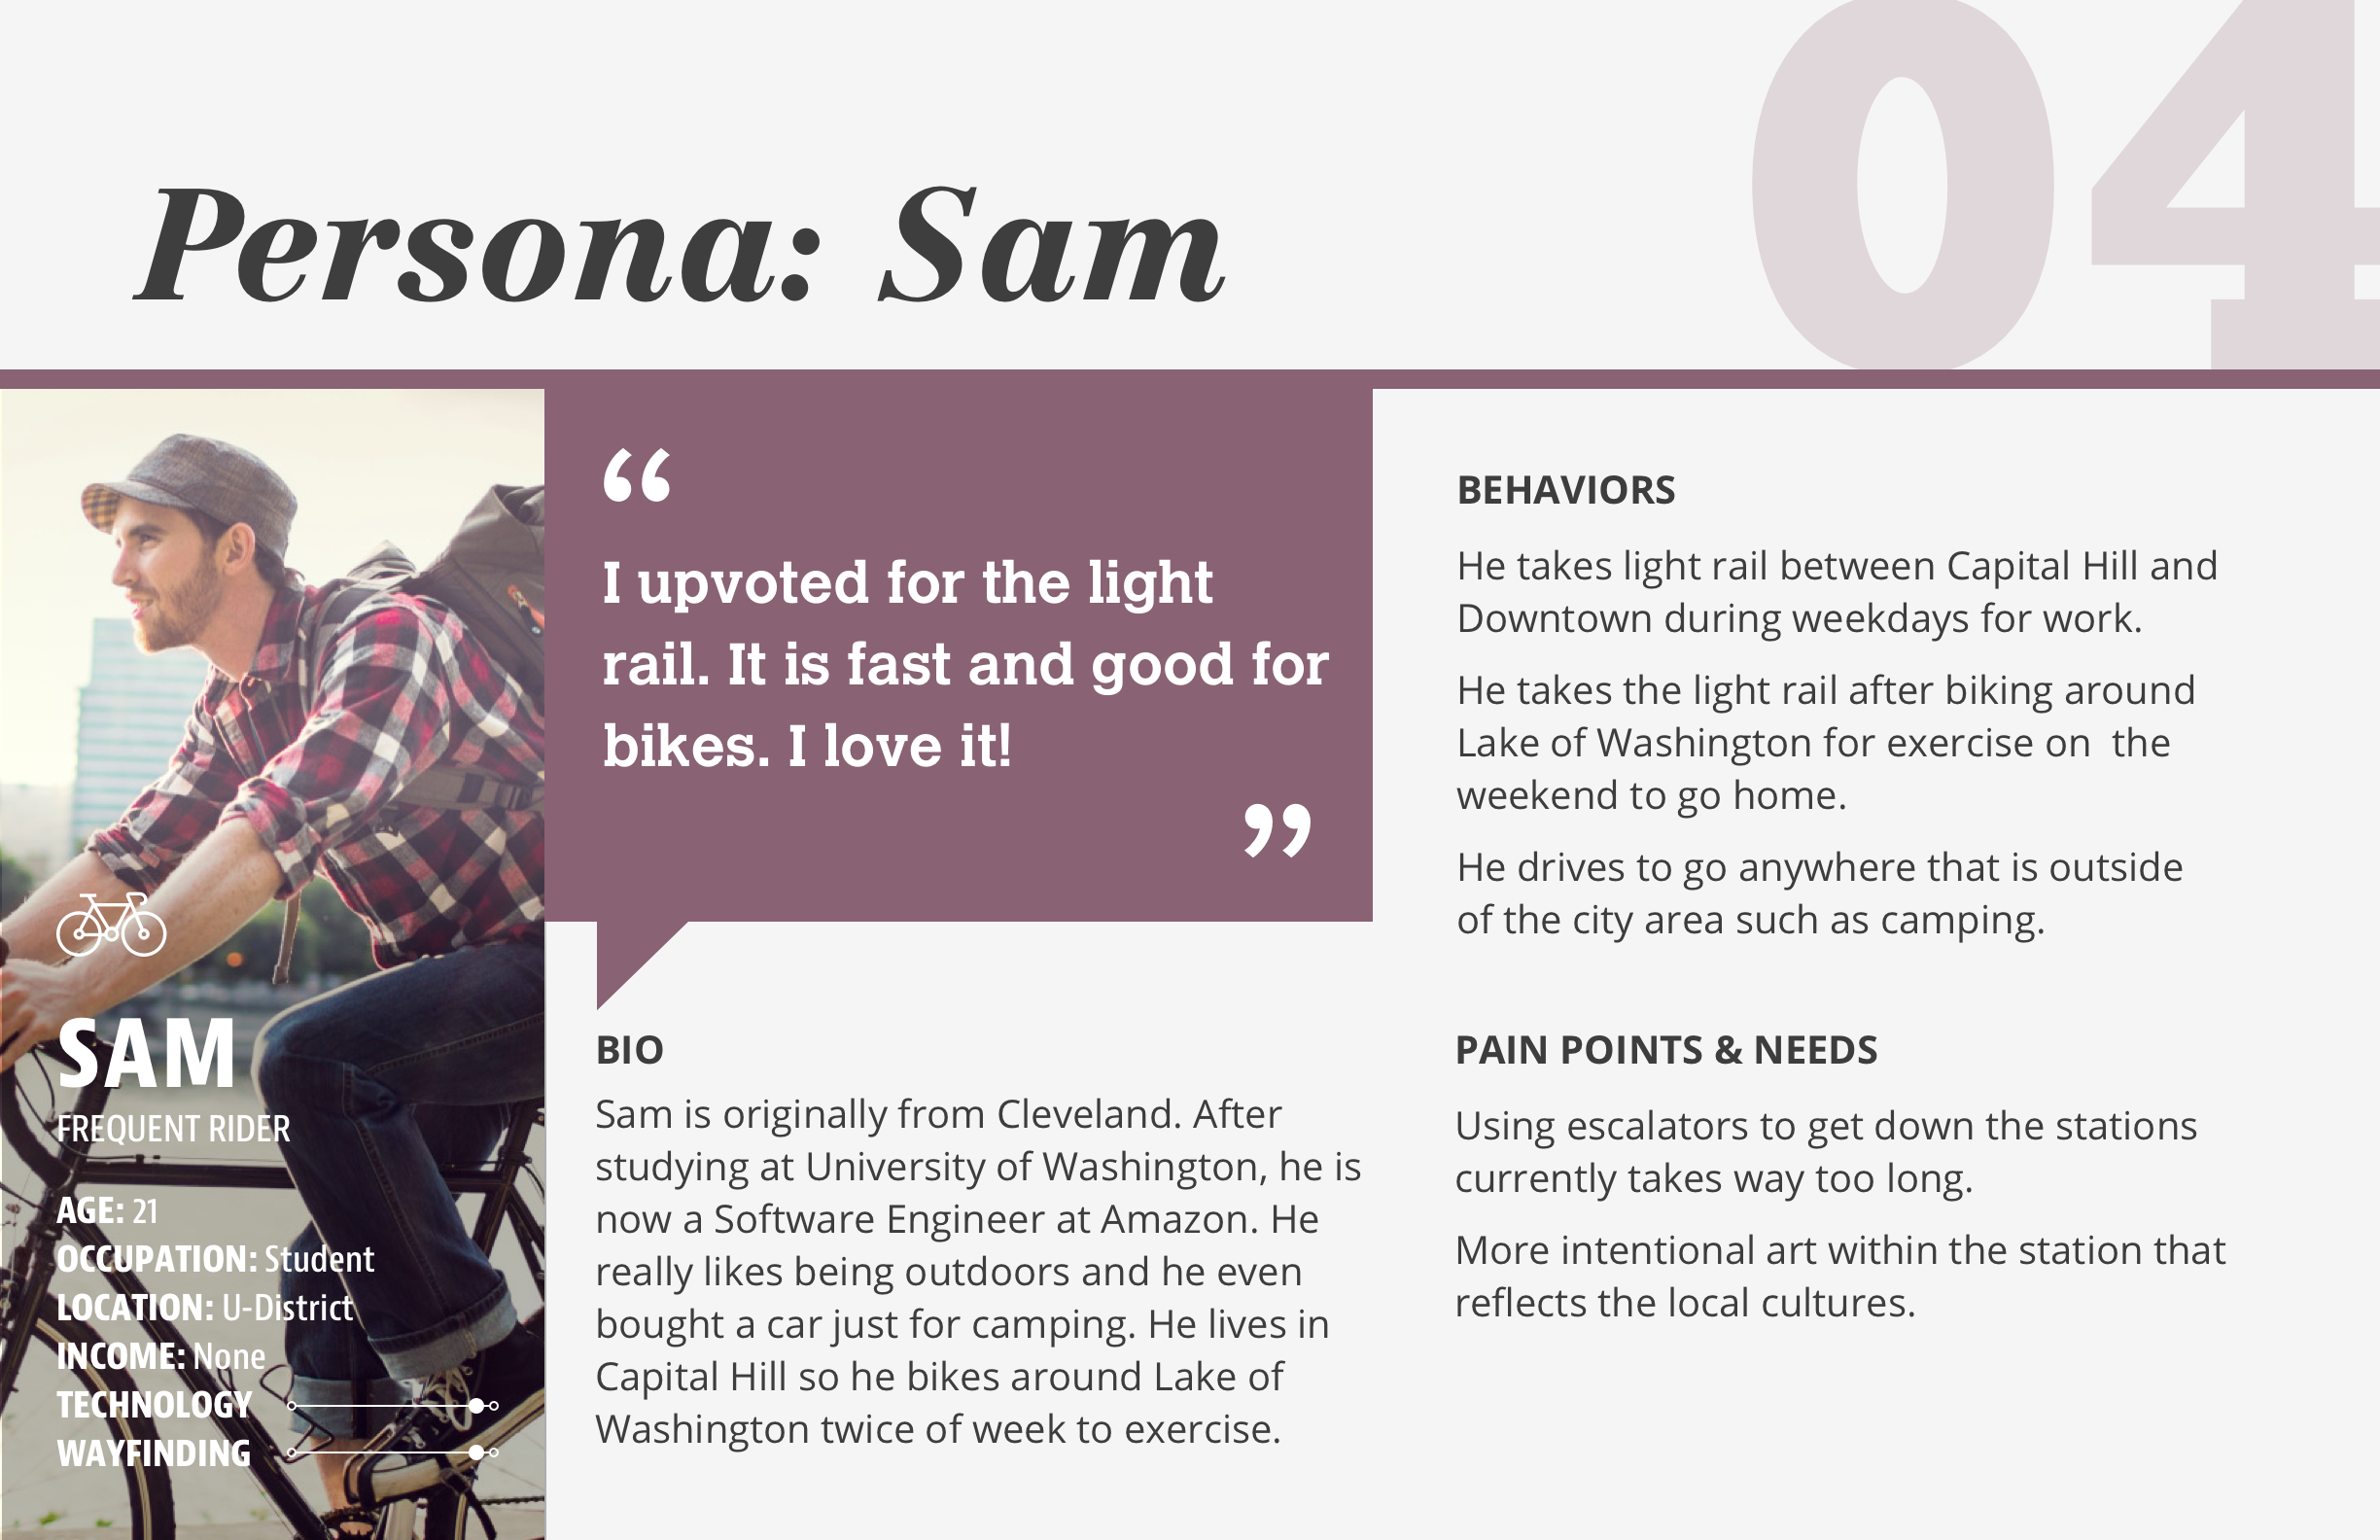 04
Persona: Sam
“
I upvoted for the light
rail. It is fast and good for
bikes. I love it!
”
SAM
FREQUENT RIDER
AGE: 21
OCCUPATION: Student
LOCATION: U-District
INCOME: None
TECHNOLOGY
WAYFINDING
BIO
Sam is originally from Cleveland. After
studying at University of Washington, he is
now a Software Engineer at Amazon. He
really likes being outdoors and he even
bought a car just for camping. He lives in
Capital Hill so he bikes around Lake of
Washington twice of week to exercise.
BEHAVIORS
He takes light rail between Capital Hill and
Downtown during weekdays for work.
He takes the light rail after biking around
Lake of Washington for exercise on  the
weekend to go home.
He drives to go anywhere that is outside
of the city area such as camping.
PAIN POINTS & NEEDS
Using escalators to get down the stations
currently takes way too long.
More intentional art within the station that
reflects the local cultures.